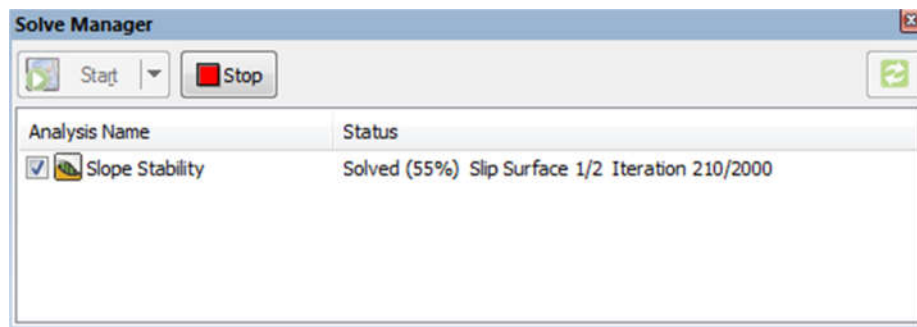 Solve Manager
Start Stop
Analysis Name Status
Slope Stability Solved (55%) Slip Surface 1/2 Iteration 210/2000